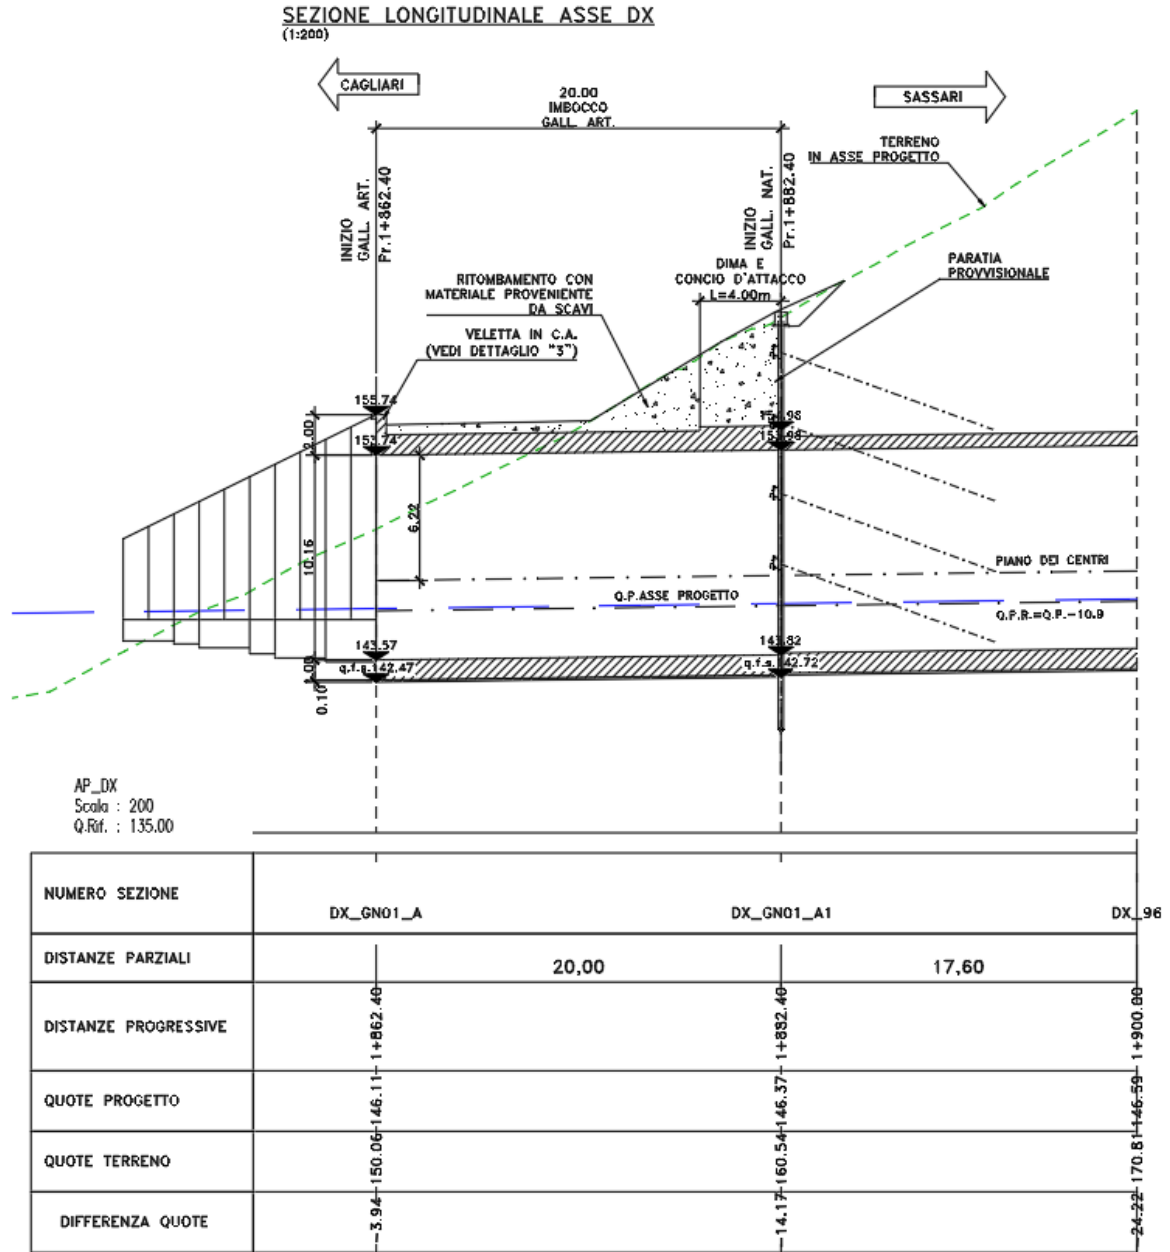 SEZIONE LONGITUDINALE ASSE DX
(1:200)
CAGLIARI
SASSARI
20.00
IMBOCCO
GALL. ART.
TERRENO
IN ASSE PROGETTO
INIZIO
GALL. ART.
Pr.1+862.40
INIZIO
GALL. NAT.
Pr.1+882.40
DIMA E
CONCIO D'ATTACCO
L=4.00m
PARATIA
PROVVISIONALE
RITOMBAMENTO CON
MATERIALE PROVENIENTE
DA SCAVI
VELETTA IN C.A.
(VEDI DETTAGLIO "3")
155.74
2.00
153.74
6.22
10.16
PIANO DEI CENTRI
Q.P.ASSE PROGETTO
Q.P.R.=Q.P.-10.9
143.57
q.f.s.142.47
143.82
q.f.s.142.72
1.00
0.10
AP_DX
Scala : 200
Q.Rif. : 135.00
NUMERO SEZIONE
DX_GN01_A
DX_GN01_A1
DX_96
DISTANZE PARZIALI
20,00
17,60
DISTANZE PROGRESSIVE
1+862.40
1+882.40
1+900.00
QUOTE PROGETTO
146.11
146.37
146.59
QUOTE TERRENO
150.06
160.54
170.81
DIFFERENZA QUOTE
-3.94
-14.17
-24.22